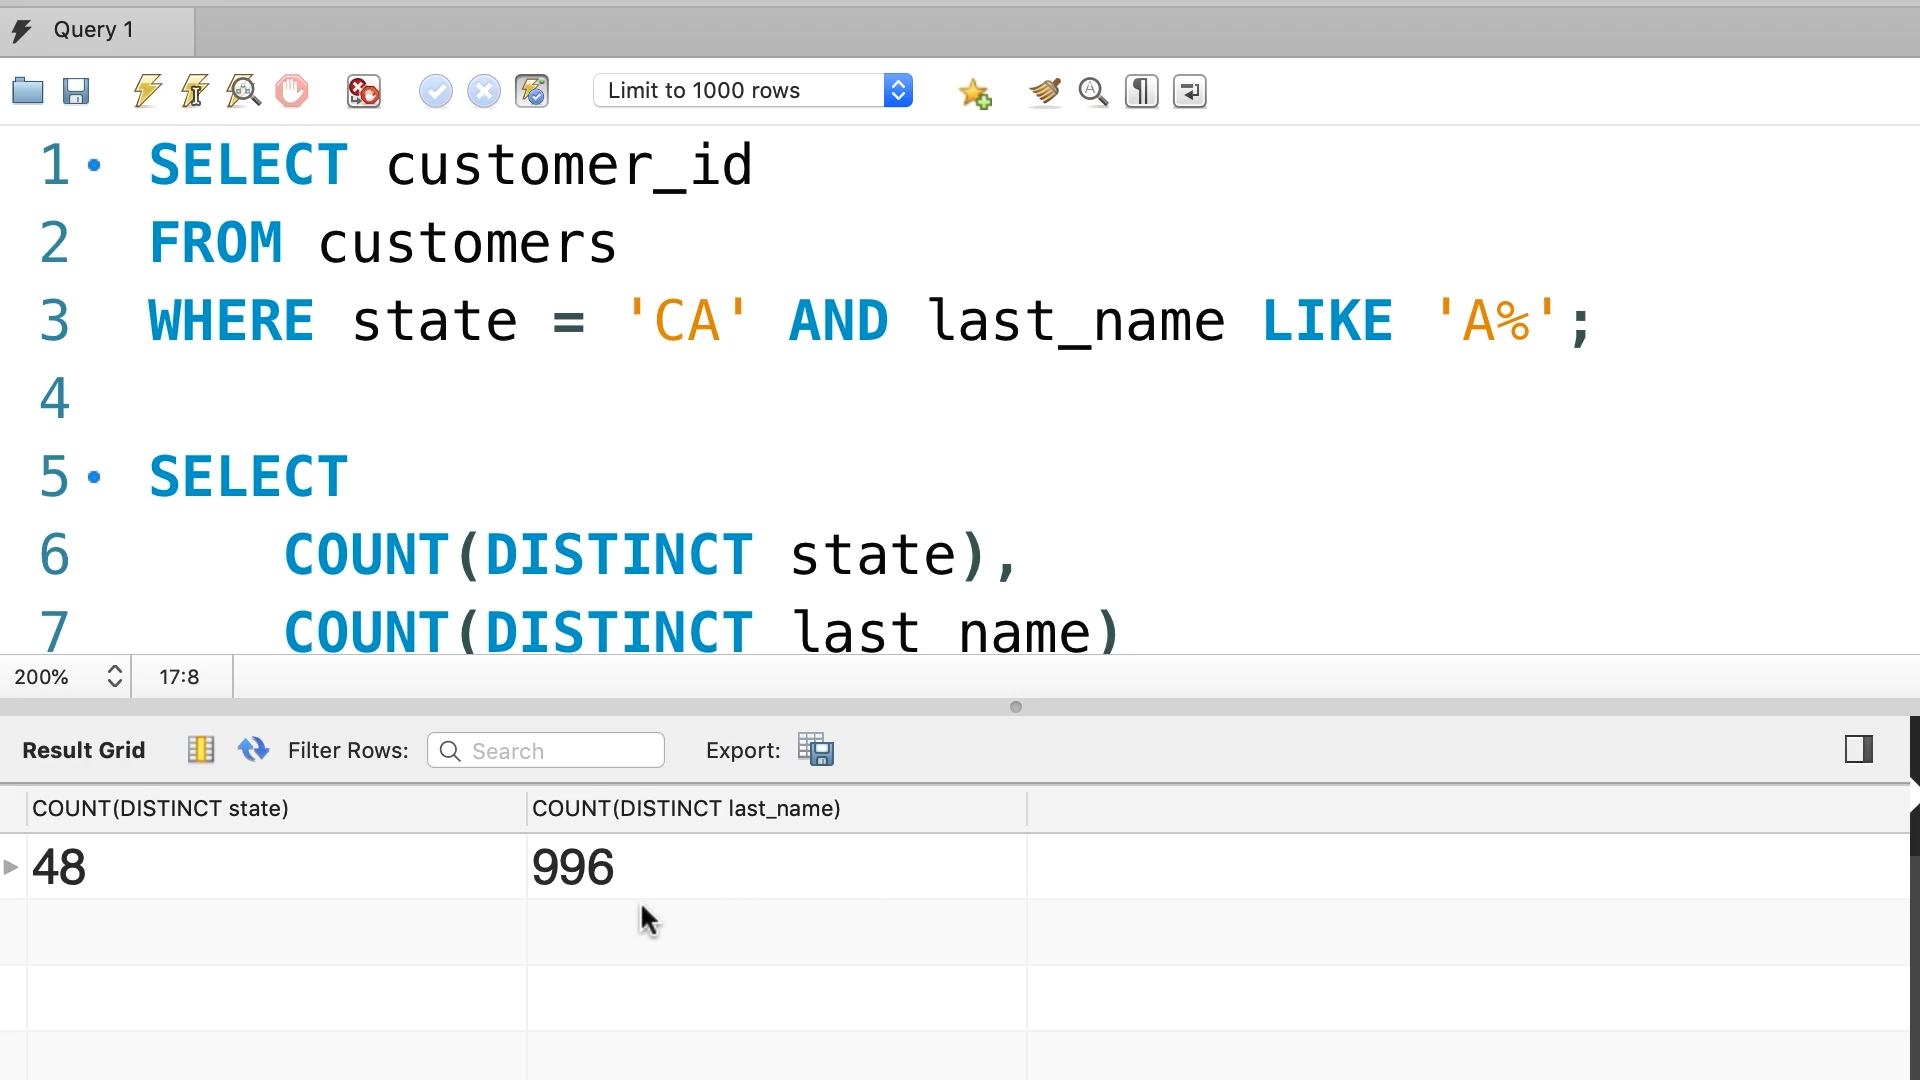 Query 1
Limit to 1000 rows
1 SELECT customer_id
2 FROM customers
3 WHERE state = 'CA' AND last_name LIKE 'A%';
4
5 SELECT
6 COUNT(DISTINCT state),
7 COUNT(DISTINCT last_name)
200% 17:8
Result Grid Filter Rows: Search Export:
COUNT(DISTINCT state) COUNT(DISTINCT last_name)
48 996